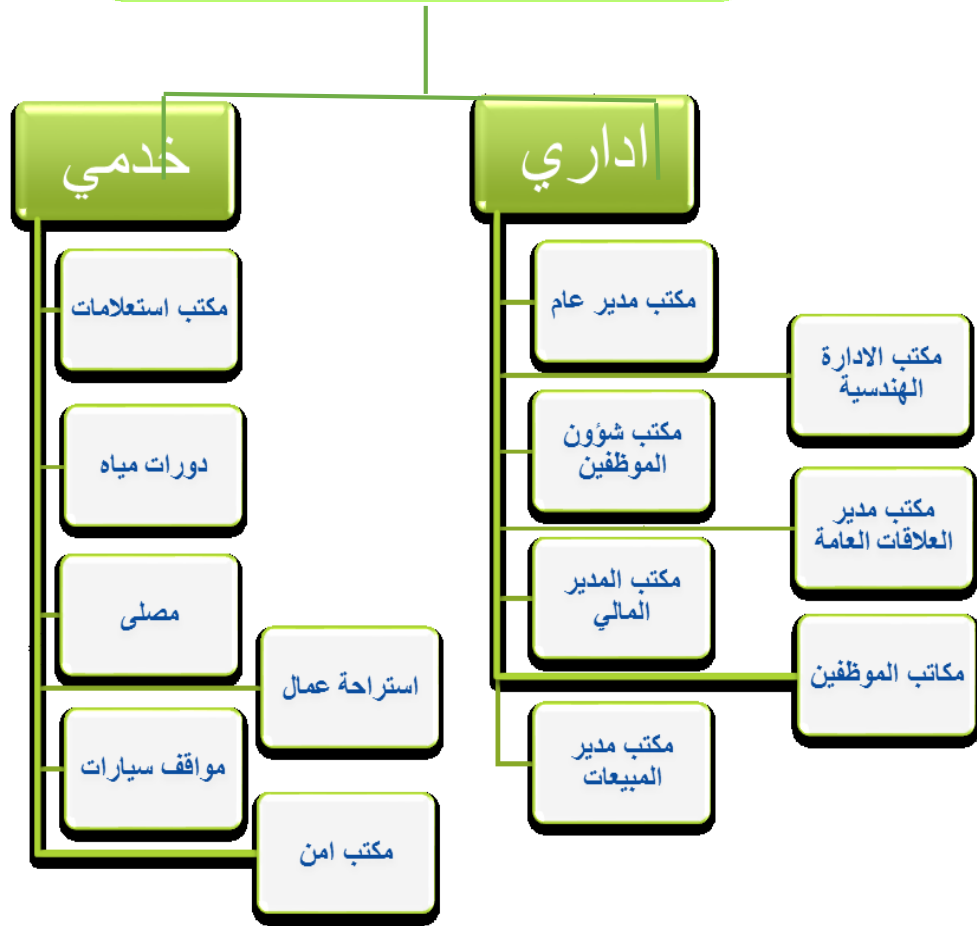 اداري
مكتب مدير عام
مكتب الادارة
الهندسية
مكتب شؤون
الموظفين
مكتب مدير
العلاقات العامة
مكتب المدير
المالي
مكاتب الموظفين
مكتب مدير
المبيعات
خدمي
مكتب استعلامات
دورات مياه
مصلى
استراحة عمال
مواقف سيارات
مكتب امن